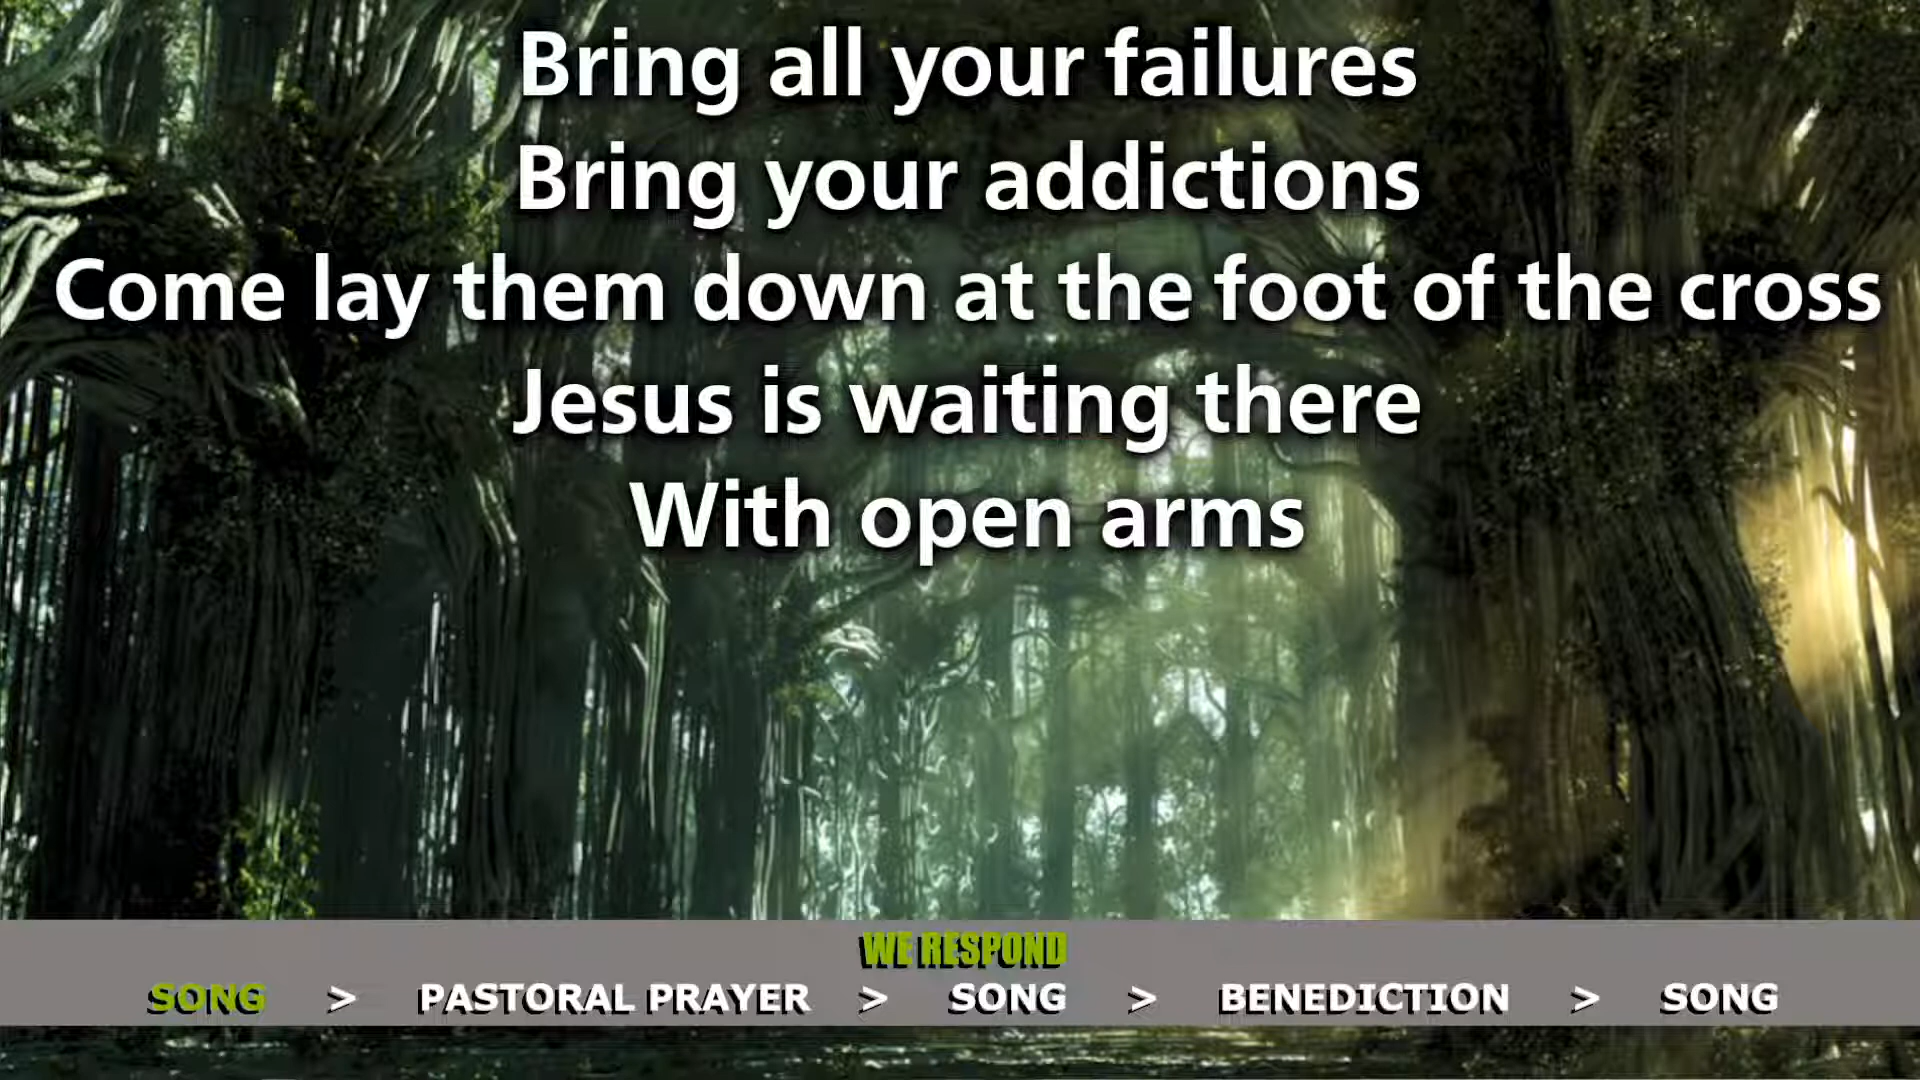 Bring all your failures
Bring your addictions
Come lay them down at the foot of the cross
Jesus is waiting there
With open arms
WE RESPOND
SONG > PASTORAL PRAYER > SONG > BENEDICTION > SONG